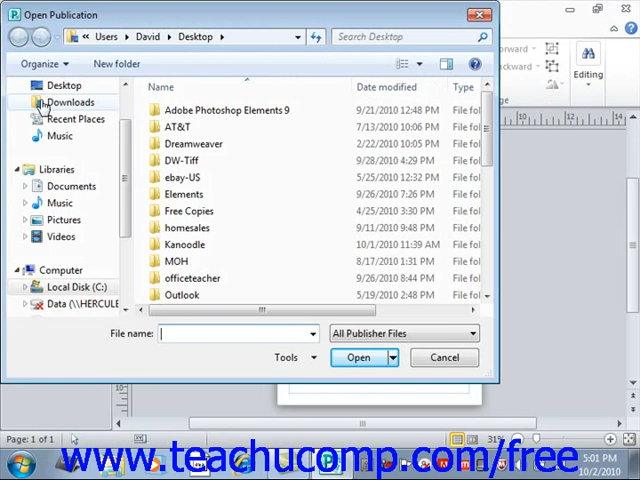 Open Publication
« Users ▸ David ▸ Desktop ▸
Search Desktop
Organize
New folder
Desktop
Downloads
Recent Places
Music
Libraries
Documents
Music
Pictures
Videos
Computer
Local Disk (C:)
Data (\\HERCULE
Name Date modified Type
Adobe Photoshop Elements 9 9/21/2010 12:48 PM File fol
AT&T 7/13/2010 10:06 PM File fol
Dreamweaver 2/22/2010 10:05 PM File fol
DW-Tiff 9/28/2010 4:29 PM File fol
ebay-US 5/25/2010 12:32 PM File fol
Elements 9/26/2010 7:26 PM File fol
Free Copies 4/25/2010 3:30 PM File fol
homesales 9/11/2010 9:48 PM File fol
Kanoodle 10/1/2010 11:39 AM File fol
MOH 8/17/2010 1:31 PM File fol
officeteacher 9/26/2010 8:44 PM File fol
Outlook 5/19/2010 2:48 PM File fol
File name:
All Publisher Files
Tools
Open
Cancel
orward
Editing
12
14
Page: 1 of 1
31%
www.teachucomp.com/free
5:01 PM
10/2/2010